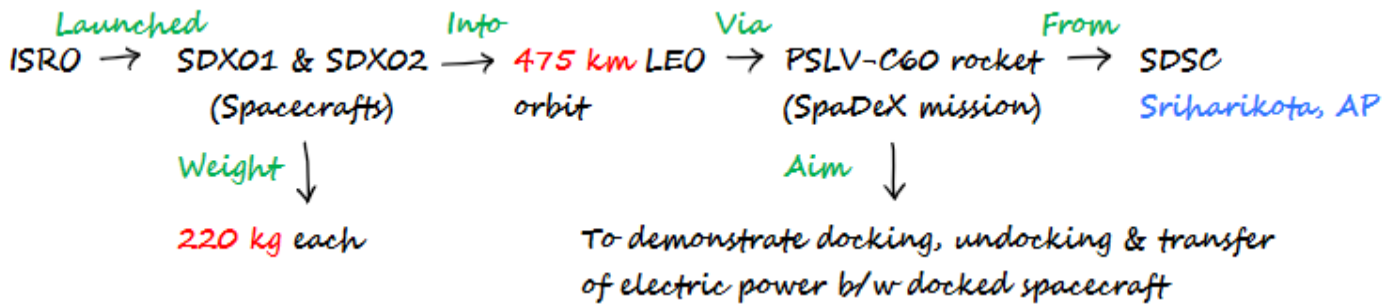 Launched Into Via From
ISRO → SDX01 & SDX02 → 475 km LEO → PSLV-C60 rocket → SDSC
(Spacecrafts) orbit (SpaDeX mission) Sriharikota, AP
Weight ↓ Aim ↓
220 kg each To demonstrate docking, undocking & transfer
of electric power b/w docked spacecraft